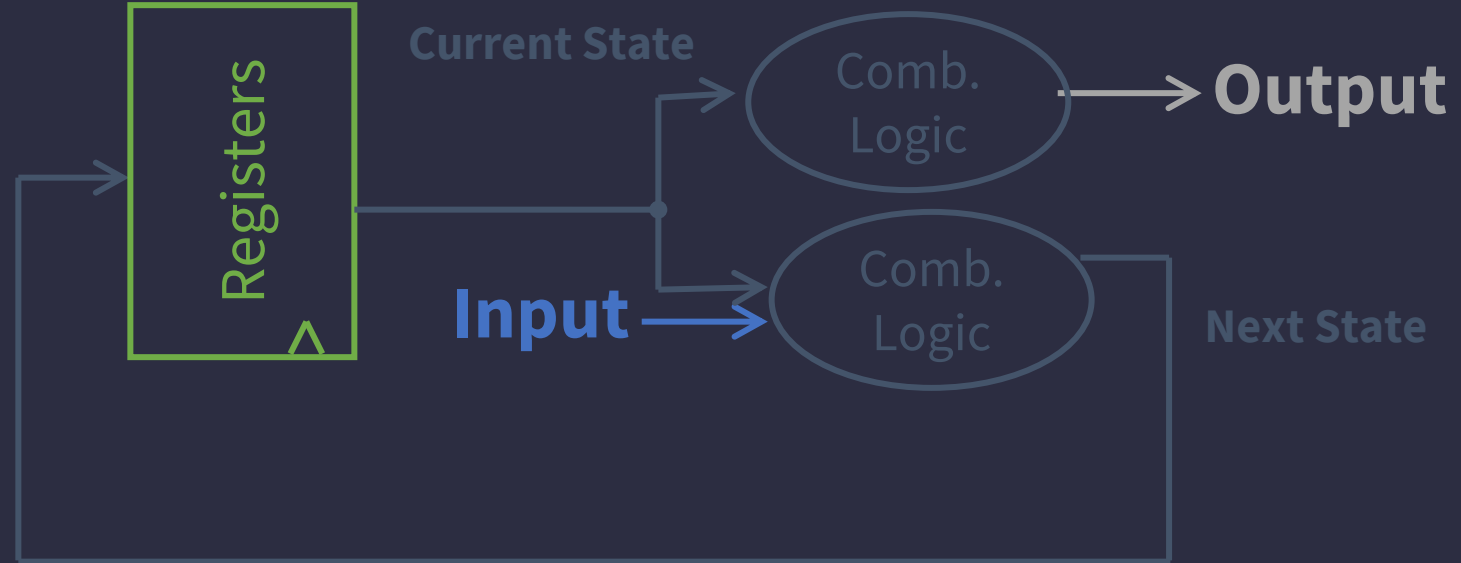 Registers
Current State
Comb.
Logic
Output
Input
Comb.
Logic
Next State